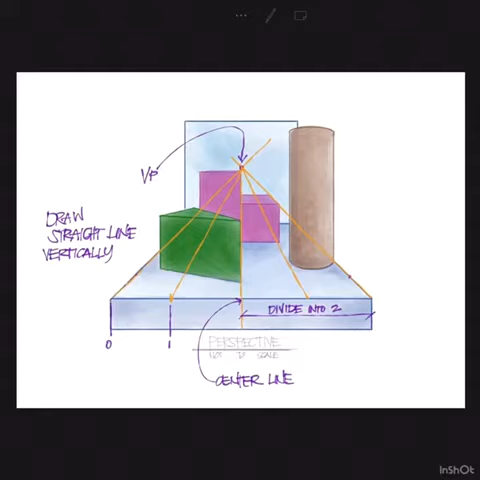 VP
DRAW
STRAIGHT LINE
VERTICALLY
DIVIDE INTO 2
0
1
PERSPECTIVE
NOT TO SCALE
CENTER LINE
InShOt